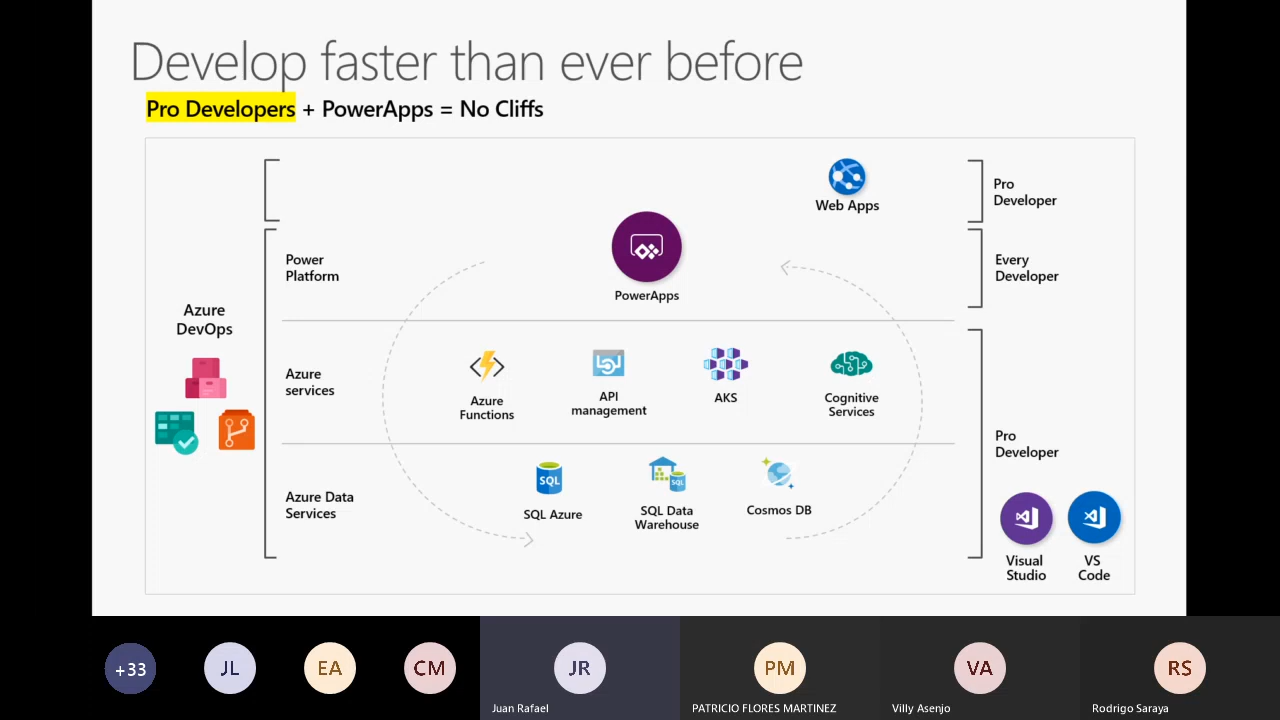 Develop faster than ever before
Pro Developers + PowerApps = No Cliffs
Web Apps
Pro
Developer
Power
Platform
PowerApps
Every
Developer
Azure
DevOps
Azure
services
Azure
Functions
API
management
AKS
Cognitive
Services
Pro
Developer
Azure Data
Services
SQL
SQL Azure
SQL
SQL Data
Warehouse
Cosmos DB
Visual
Studio
VS
Code
+33
JL
EA
CM
JR
Juan Rafael
PM
PATRICIO FLORES MARTINEZ
VA
Villy Asenjo
RS
Rodrigo Saraya